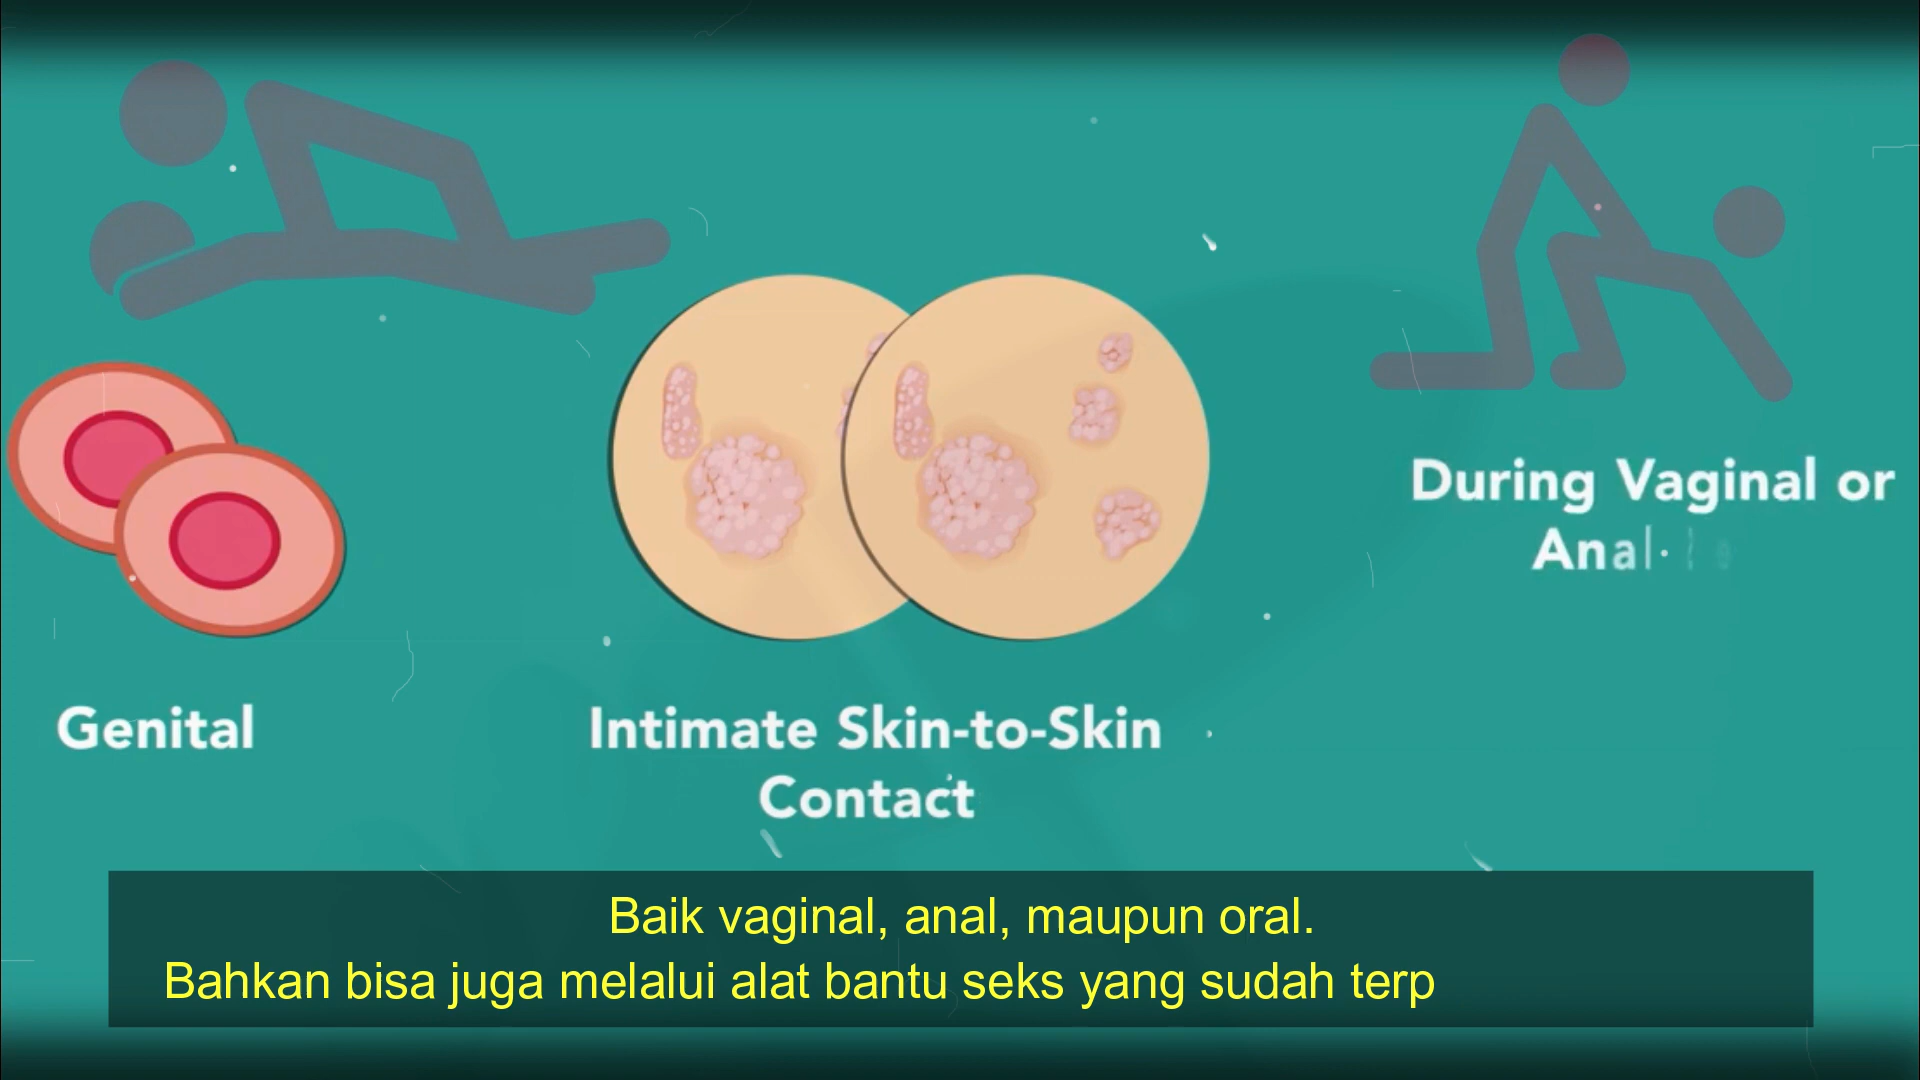 During Vaginal or
Anal
Genital
Intimate Skin-to-Skin
Contact
Baik vaginal, anal, maupun oral.
Bahkan bisa juga melalui alat bantu seks yang sudah terp